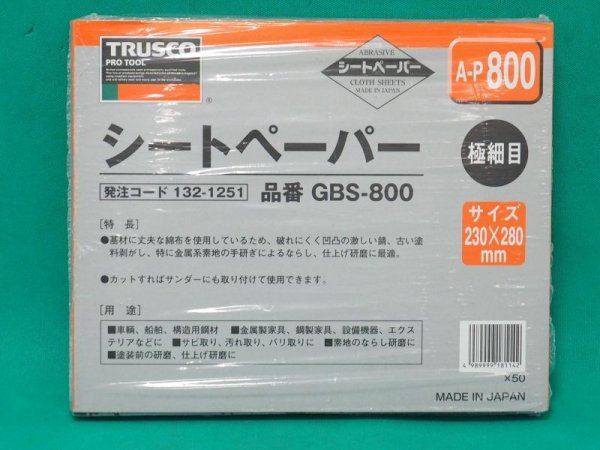 TRUSCO
PRO TOOL
®
ABRASIVE
シートペーパー
CLOTH SHEETS
MADE IN JAPAN
A-P800
シートペーパー
極細目
発注コード 132-1251 品番 GBS-800
サイズ
230×280
mm
[特 長]
●基材に丈夫な綿布を使用しているため、破れにくく凹凸の激しい錆、古い塗
料剥がし、特に金属系素地の手研ぎによるならし、仕上げ研磨に最適。
●カットすればサンダーにも取り付けて使用できます。
[用 途]
■車輌、船舶、構造用鋼材 ■金属製家具、鋼製家具、設備機器、エクス
テリアなどに ■サビ取り、汚れ取り、バリ取りに ■素地のならし研磨に
■塗装前の研磨、仕上げ研磨に
4 989999 181142
×50
MADE IN JAPAN